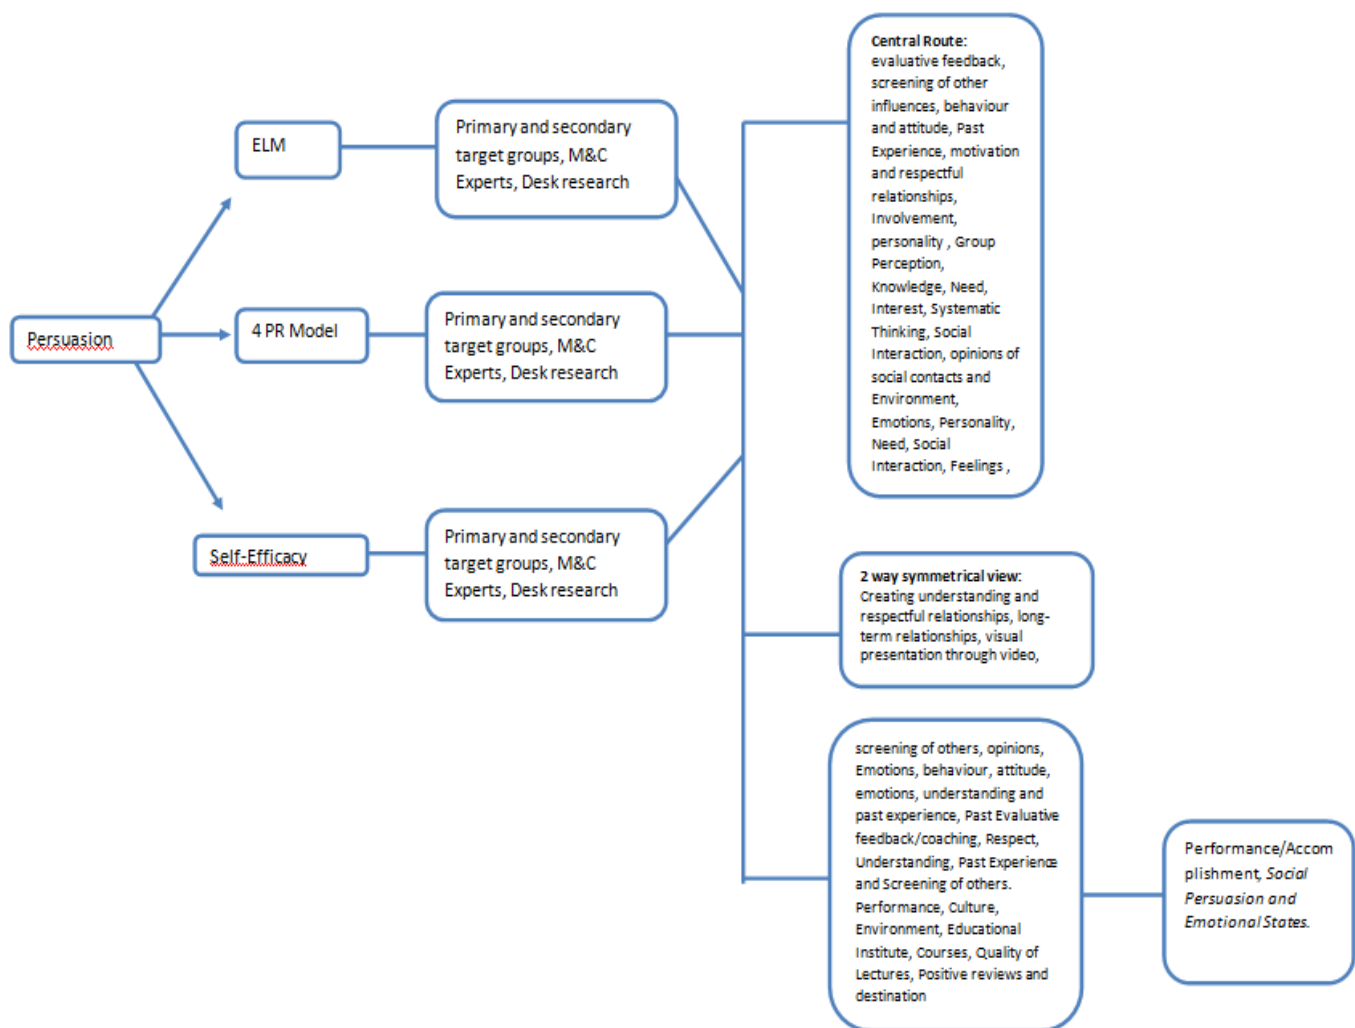 Persuasion
ELM
4 PR Model
Self-Efficacy
Primary and secondary
target groups, M&C
Experts, Desk research
Primary and secondary
target groups, M&C
Experts, Desk research
Primary and secondary
target groups, M&C
Experts, Desk research
Central Route:
evaluative feedback,
screening of other
influences, behaviour
and attitude, Past
Experience, motivation
and respectful
relationships,
Involvement,
personality , Group
Perception,
Knowledge, Need,
Interest, Systematic
Thinking, Social
Interaction, opinions of
social contacts and
Environment,
Emotions, Personality,
Need, Social
Interaction, Feelings ,
2 way symmetrical view:
Creating understanding and
respectful relationships, long-
term relationships, visual
presentation through video,
screening of others, opinions,
Emotions, behaviour, attitude,
emotions, understanding and
past experience, Past Evaluative
feedback/coaching, Respect,
Understanding, Past Experience
and Screening of others.
Performance, Culture,
Environment, Educational
Institute, Courses, Quality of
Lectures, Positive reviews and
destination
Performance/Accom
plishment, Social
Persuasion and
Emotional States.